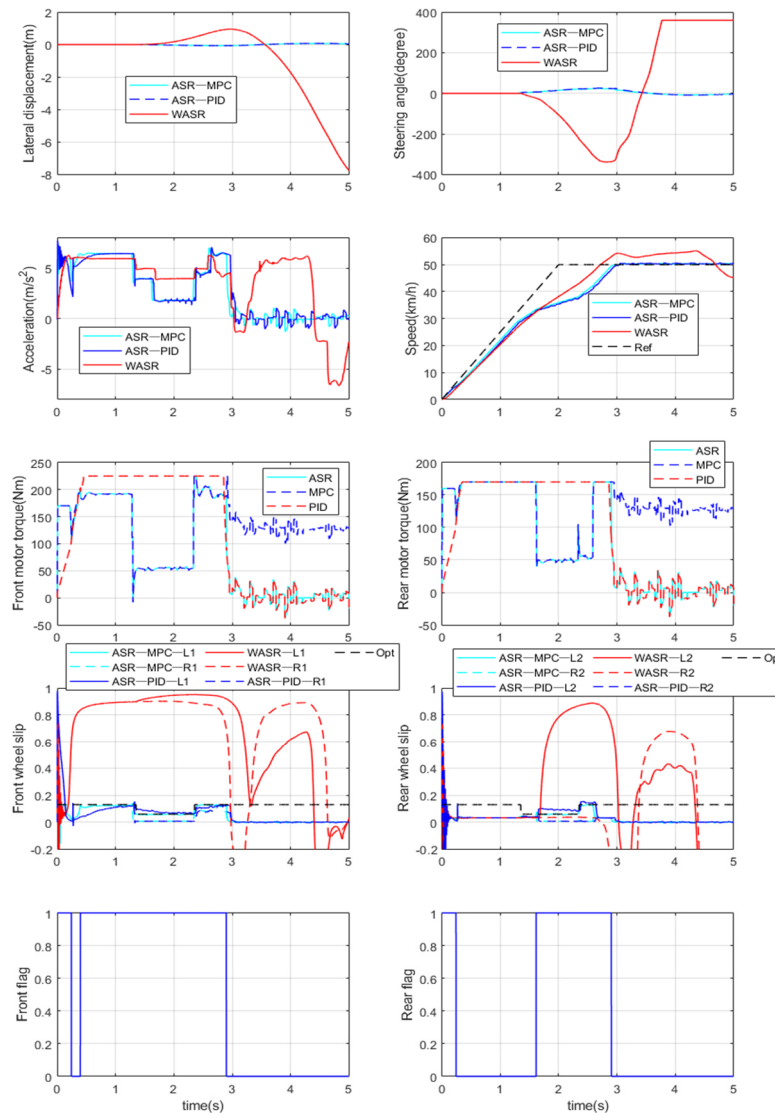 2
0
-2
-4
-6
-8
0 1 2 3 4 5
Lateral displacement(m)
ASR—MPC
ASR—PID
WASR
400
200
0
-200
-400
0 1 2 3 4 5
Steering angle(degree)
ASR—MPC
ASR—PID
WASR
5
0
-5
0 1 2 3 4 5
Acceleration(m/s²)
ASR—MPC
ASR—PID
WASR
60
50
40
30
20
10
0
0 1 2 3 4 5
Speed(km/h)
ASR—MPC
ASR—PID
WASR
Ref
250
200
150
100
50
0
-50
0 1 2 3 4 5
Front motor torque(Nm)
ASR
MPC
PID
200
150
100
50
0
-50
0 1 2 3 4 5
Rear motor torque(Nm)
ASR
MPC
PID
ASR—MPC—L1 WASR—L1 Opt
ASR—MPC—R1 WASR—R1
ASR—PID—L1 ASR—PID—R1
1
0.8
0.6
0.4
0.2
0
-0.2
0 1 2 3 4 5
Front wheel slip
ASR—MPC—L2 WASR—L2 Op
ASR—MPC—R2 WASR—R2
ASR—PID—L2 ASR—PID—R2
1
0.8
0.6
0.4
0.2
0
-0.2
0 1 2 3 4 5
Rear wheel slip
1
0.8
0.6
0.4
0.2
0
0 1 2 3 4 5
Front flag
time(s)
1
0.8
0.6
0.4
0.2
0
0 1 2 3 4 5
Rear flag
time(s)